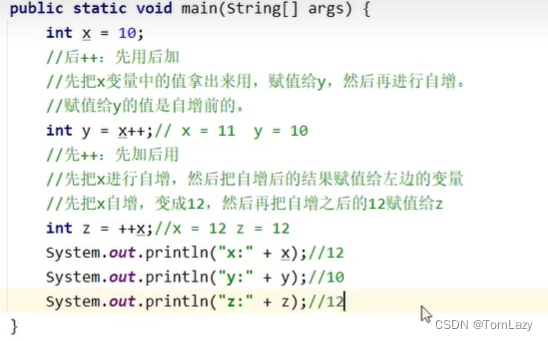 public static void main(String[] args) {
int x = 10;
//后++：先用后加
//先把x变量中的值拿出来用，赋值给y，然后再进行自增。
//赋值给y的值是自增前的。
int y = x++;// x = 11  y = 10
//先++：先加后用
//先把x进行自增，然后把自增后的结果赋值给左边的变量
//先把x自增，变成12，然后再把自增之后的12赋值给z
int z = ++x;//x = 12 z = 12
System.out.println("x:" + x);//12
System.out.println("y:" + y);//10
System.out.println("z:" + z);//12
}
CSDN @TomLazy